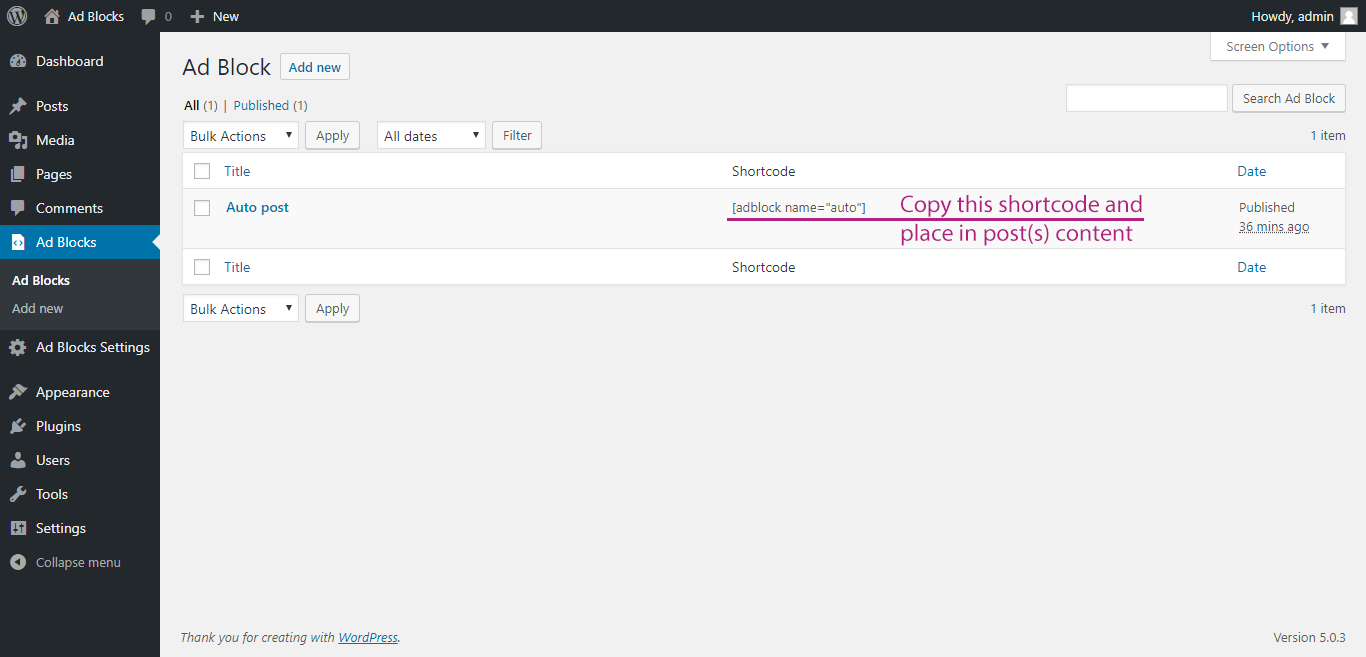 Ad Blocks 0 New Howdy, admin
Screen Options ▼
Dashboard
Posts
Media
Pages
Comments
Ad Blocks
Ad Blocks
Add new
Ad Blocks Settings
Appearance
Plugins
Users
Tools
Settings
Collapse menu
Ad Block Add new
All (1) | Published (1)
Search Ad Block
Bulk Actions ▼ Apply All dates ▼ Filter 1 item
Title Shortcode Date
Auto post [adblock name="auto"] Published
36 mins ago
Copy this shortcode and
place in post(s) content
Title Shortcode Date
Bulk Actions ▼ Apply 1 item
Thank you for creating with WordPress. Version 5.0.3